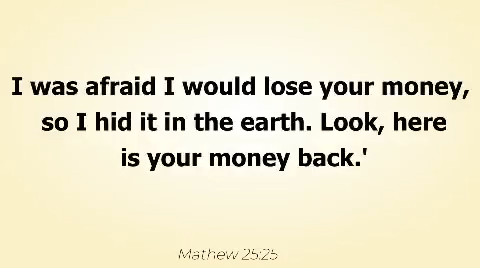 I was afraid I would lose your money,
so I hid it in the earth. Look, here
is your money back.'
Mathew 25:25